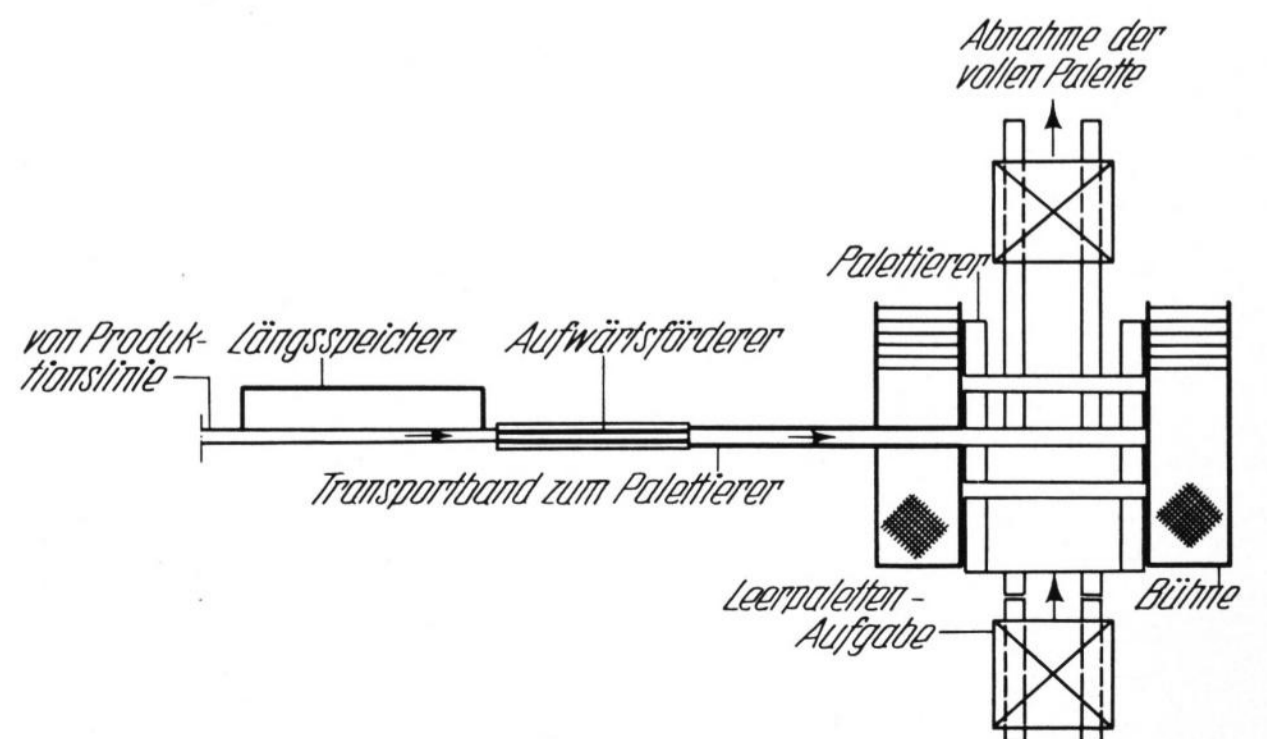 Abnahme der
vollen Palette
Palettierer
von Produk-
tionslinie
Längsspeicher
Aufwärtsförderer
Transportband zum Palettierer
Leerpaletten-
Aufgabe
Bühne